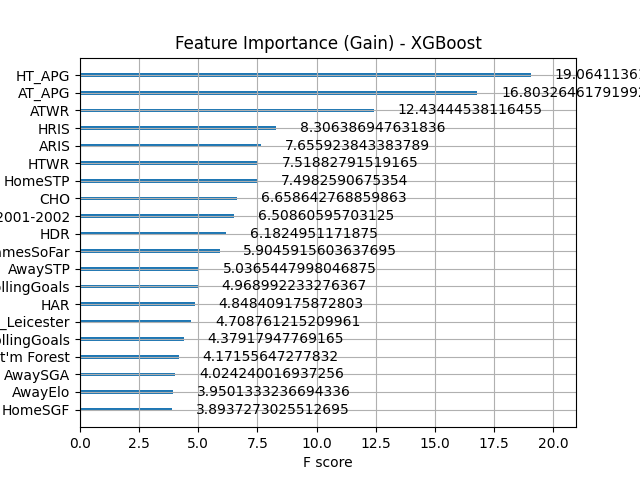 Feature Importance (Gain) - XGBoost
HT_APG 19.06411361
AT_APG 16.80326461791992
ATWR 12.43444538116455
HRIS 8.306386947631836
ARIS 7.655923843383789
HTWR 7.51882791519165
HomeSTP 7.4982590675354
CHO 6.658642768859863
2001-2002 6.50860595703125
HDR 6.1824951171875
mesSoFar 5.9045915603637695
AwaySTP 5.0365447998046875
llingGoals 4.968992233276367
HAR 4.848409175872803
_Leicester 4.708761215209961
llingGoals 4.37917947769165
t'm Forest 4.17155647277832
AwaySGA 4.024240016937256
AwayElo 3.9501333236694336
HomeSGF 3.8937273025512695
0.0 2.5 5.0 7.5 10.0 12.5 15.0 17.5 20.0
F score